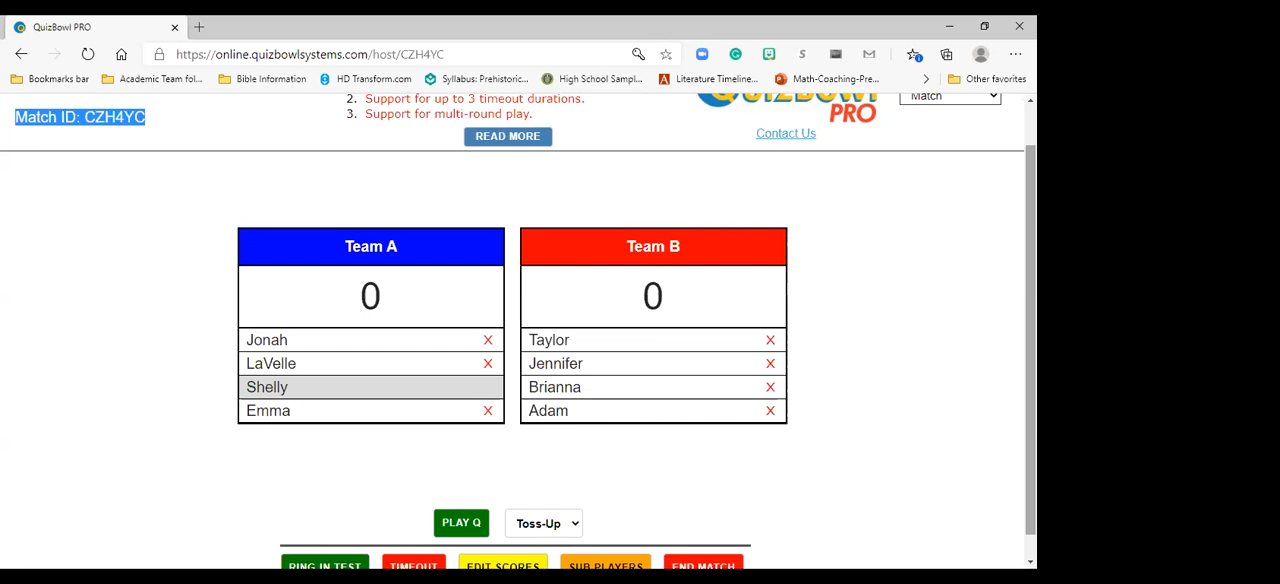 QuizBowl PRO
https://online.quizbowlsystems.com/host/CZH4YC
Bookmarks bar Academic Team fol... Bible Information HD Transform.com Syllabus: Prehistoric... High School Sampl... Literature Timeline... Math-Coaching-Pre... Other favorites
Match ID: CZH4YC
2. Support for up to 3 timeout durations.
3. Support for multi-round play.
READ MORE
QUIZBOWL
PRO
Match
Contact Us
Team A Team B
0 0
Jonah X Taylor X
LaVelle X Jennifer X
Shelly Brianna X
Emma X Adam X
PLAY Q Toss-Up
RING IN TEST TIMEOUT EDIT SCORES SUB PLAYERS END MATCH